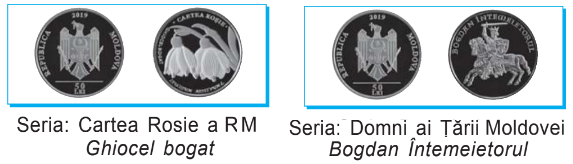 2019
REPUBLICA MOLDOVA
50
LEI
CARTEA ROȘIE
2019
REPUBLICA MOLDOVA
50
LEI
BOGDAN ÎNTEMEIETORUL
Seria: Cartea Rosie a RM
Ghiocel bogat
Seria: Domni ai Țării Moldovei
Bogdan Întemeietorul